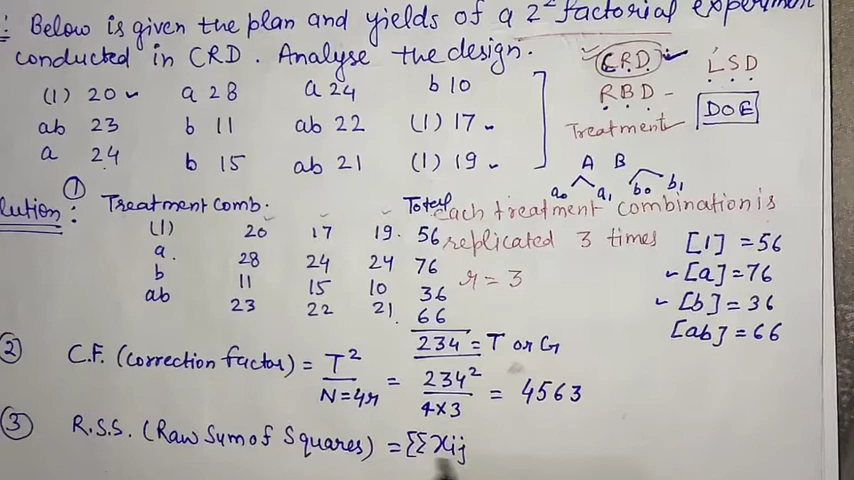 : Below is given the plan and yields of a 2² factorial experiment
conducted in CRD. Analyse the design.
(1) 20 a 28 a 24 b 10
ab 23 b 11 ab 22 (1) 17
a 24 b 15 ab 21 (1) 19
CRD LSD
RBD
DOE
Treatment
A B
a0 a1 b0 b1
lution: ① Treatment Comb. Total
(1) 20 17 19. 56
a. 28 24 24 76
b 11 15 10 36
ab 23 22 21. 66
234 = T or G
Each treatment combination is
replicated 3 times
r = 3
[1] = 56
[a] = 76
[b] = 36
[ab] = 66
② C.F. (Correction factor) = T² / N=4r = 234² / 4×3 = 4563
③ R.S.S. (Raw Sum of Squares) = [ΣΣxij